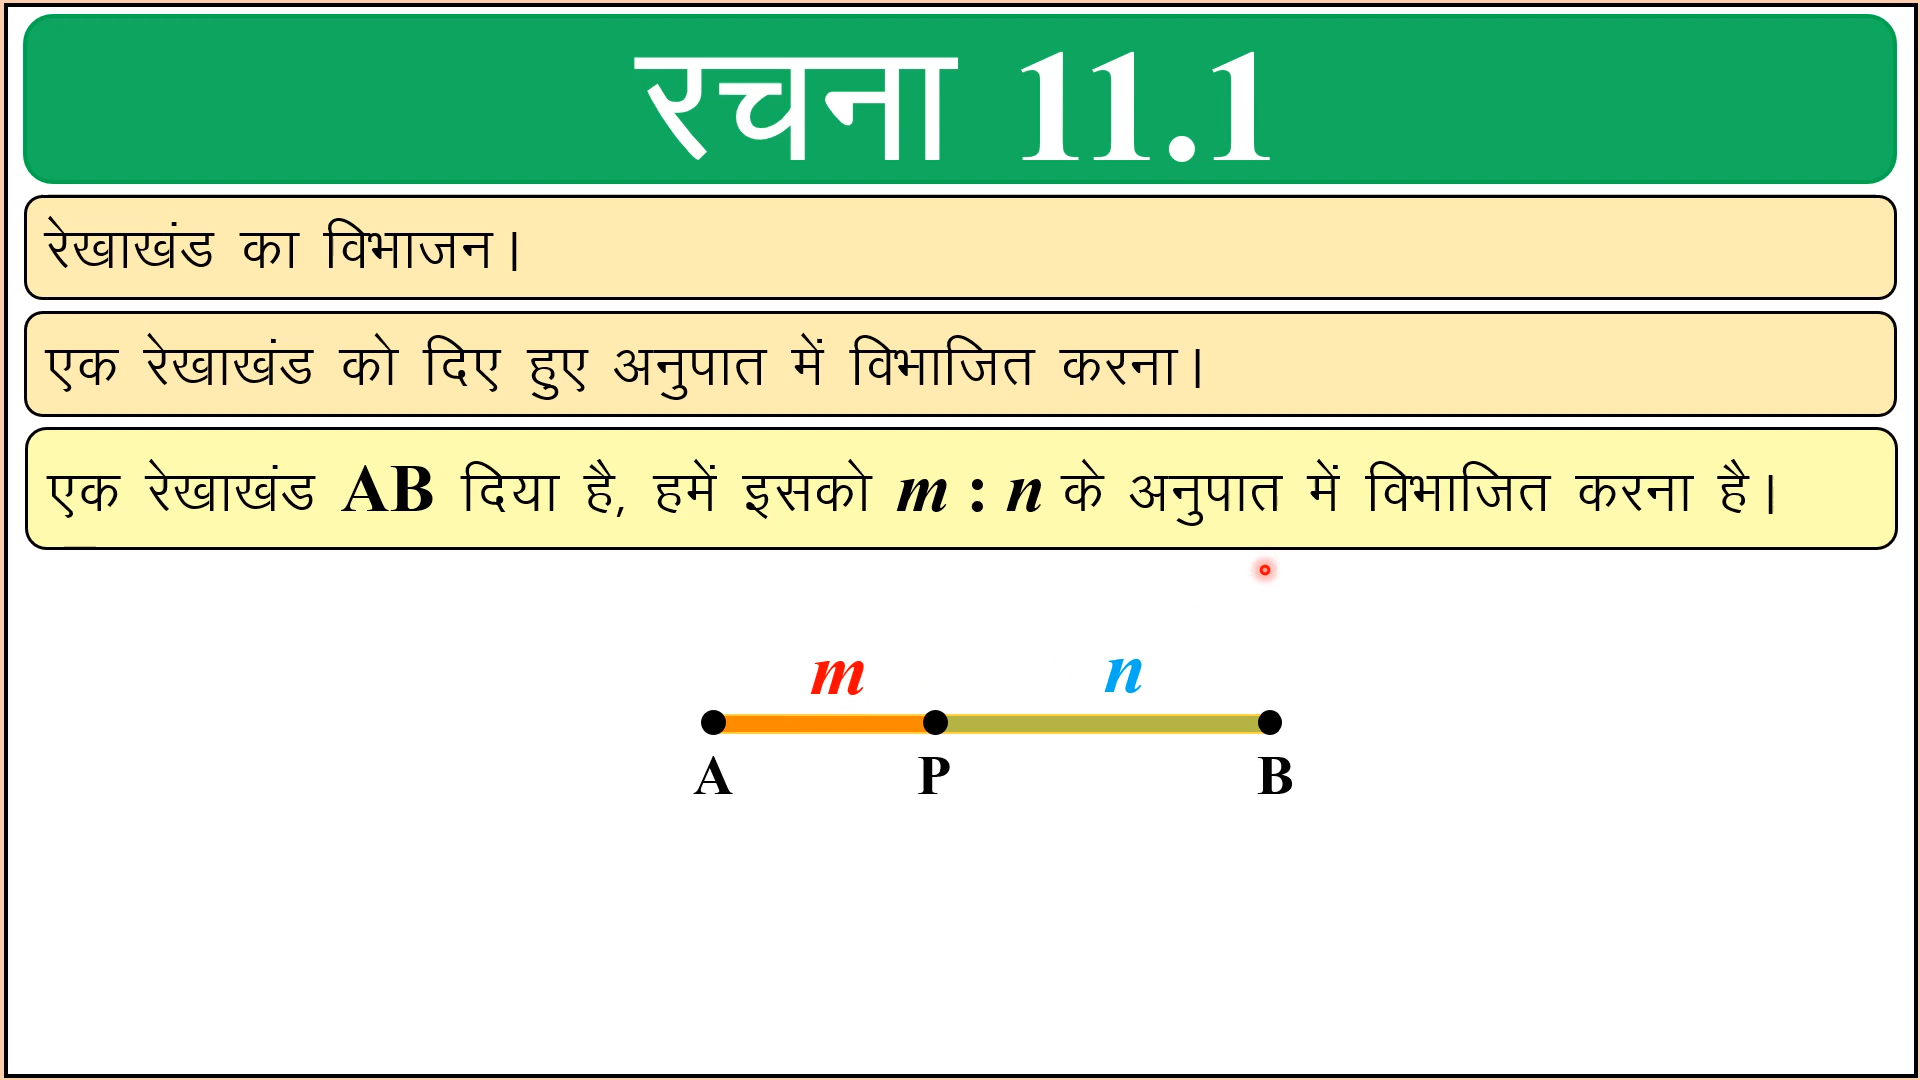 रचना 11.1
रेखाखंड का विभाजन।
एक रेखाखंड को दिए हुए अनुपात में विभाजित करना।
एक रेखाखंड AB दिया है, हमें इसको m : n के अनुपात में विभाजित करना है।
m n
A P B